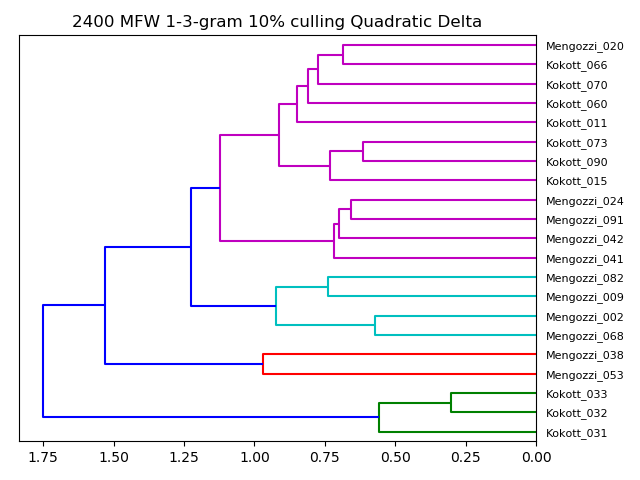 2400 MFW 1-3-gram 10% culling Quadratic Delta
Mengozzi_020
Kokott_066
Kokott_070
Kokott_060
Kokott_011
Kokott_073
Kokott_090
Kokott_015
Mengozzi_024
Mengozzi_091
Mengozzi_042
Mengozzi_041
Mengozzi_082
Mengozzi_009
Mengozzi_002
Mengozzi_068
Mengozzi_038
Mengozzi_053
Kokott_033
Kokott_032
Kokott_031
1.75 1.50 1.25 1.00 0.75 0.50 0.25 0.00